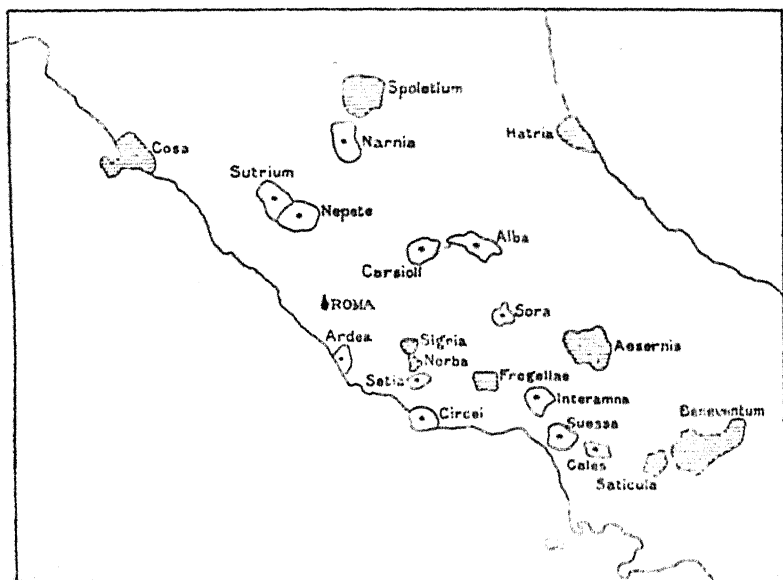 Spoletium
Cosa
Narnia
Hatria
Sutrium
Nepete
Alba
Carsioli
ROMA
Sora
Ardea
Signia
Norba
Aesernia
Setia
Fregellae
Interamna
Circei
Suessa
Beneventum
Cales
Saticula